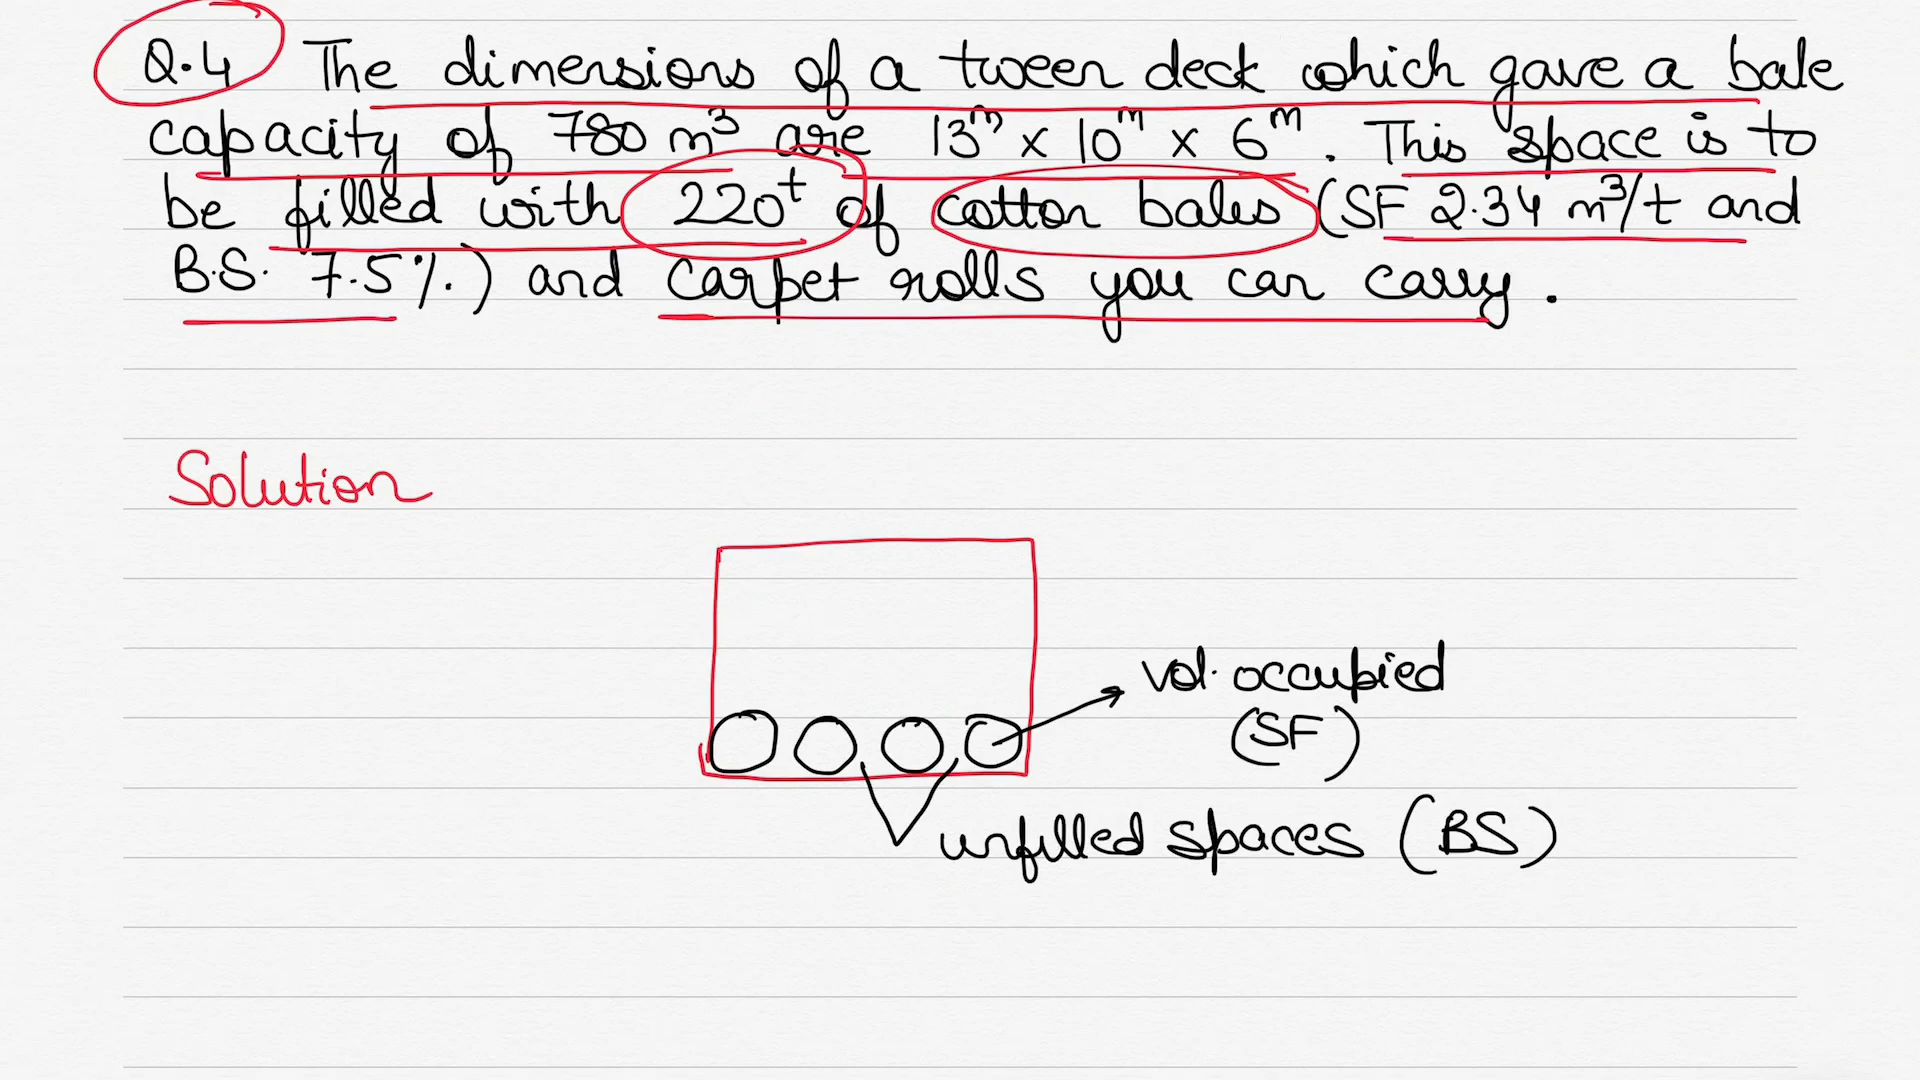 Q.4 The dimensions of a tween deck which gave a bale
capacity of 780 m³ are 13ᵐ x 10ᵐ x 6ᵐ. This space is to
be filled with 220ᵗ of cotton bales (SF 2.34 m³/t and
B.S. 7.5%.) and carpet rolls you can carry.
Solution
vol. occupied
(SF)
unfilled spaces (BS)